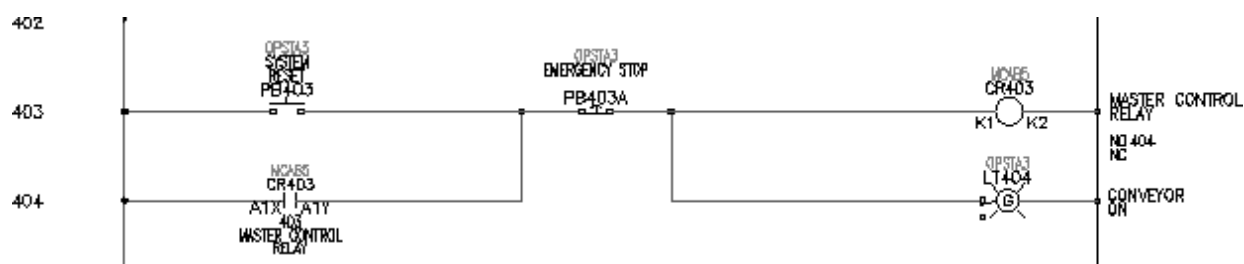 402
OPSTA3
SYSTEM
RESET
PB403
OPSTA3
EMERGENCY STOP
PB403A
MCAB5
CR403
K1 K2
403
MASTER CONTROL
RELAY
NO 404
NC
MCAB5
CR403
A1X A1Y
403
MASTER CONTROL
RELAY
404
OPSTA3
LT404
G
CONVEYOR
ON